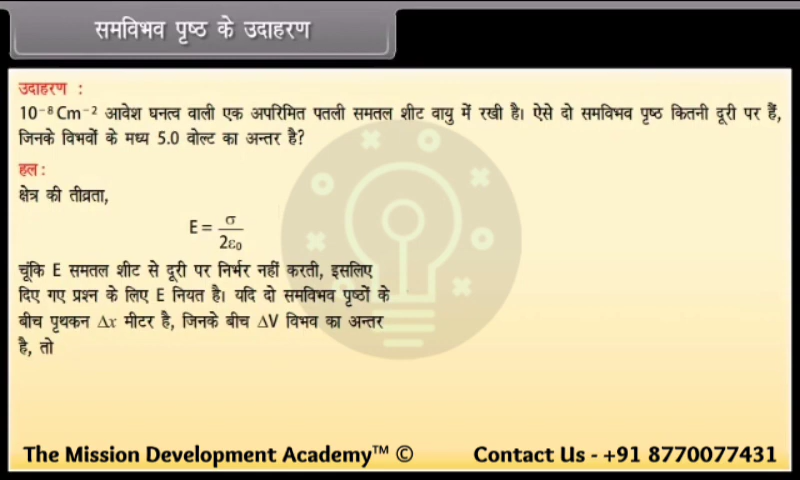 समविभव पृष्ठ के उदाहरण
उदाहरण :
10⁻⁸Cm⁻² आवेश घनत्व वाली एक अपरिमित पतली समतल शीट वायु में रखी है। ऐसे दो समविभव पृष्ठ कितनी दूरी पर हैं,
जिनके विभवों के मध्य 5.0 वोल्ट का अन्तर है?
हल :
क्षेत्र की तीव्रता,
E = σ/2ε₀
चूंकि E समतल शीट से दूरी पर निर्भर नहीं करती, इसलिए
दिए गए प्रश्न के लिए E नियत है। यदि दो समविभव पृष्ठों के
बीच पृथकन Δx मीटर है, जिनके बीच ΔV विभव का अन्तर
है, तो
The Mission Development Academy™ © Contact Us - +91 8770077431